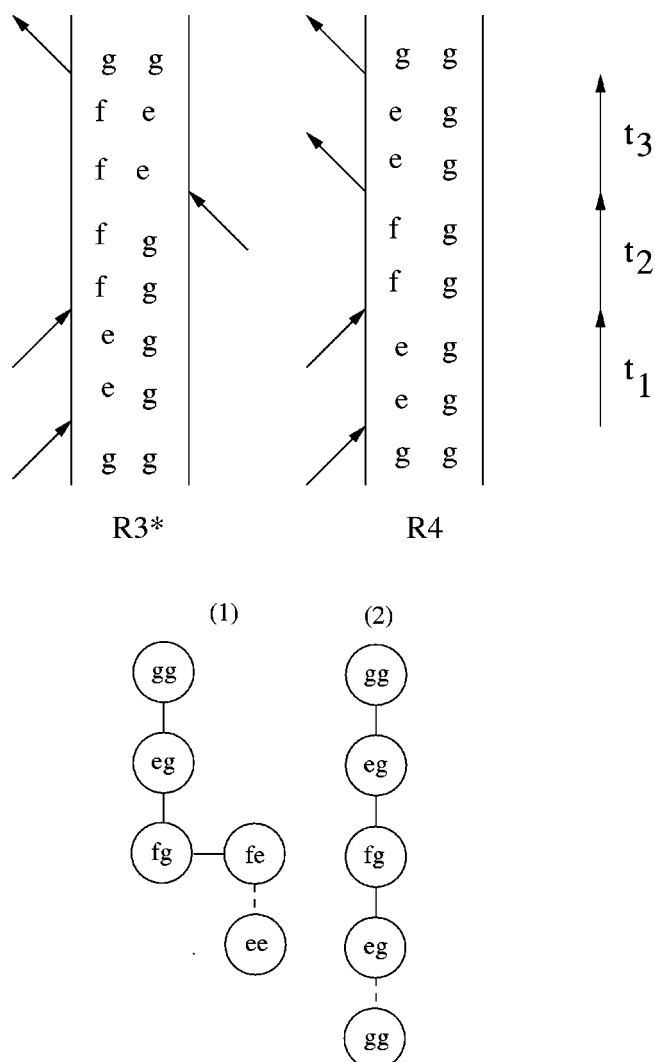 g g g g
f e e g
f e e g t3
f g f g t2
f g f g
e g e g t1
e g e g
g g g g
R3* R4
(1) (2)
gg gg
eg eg
fg fe fg
ee eg
gg